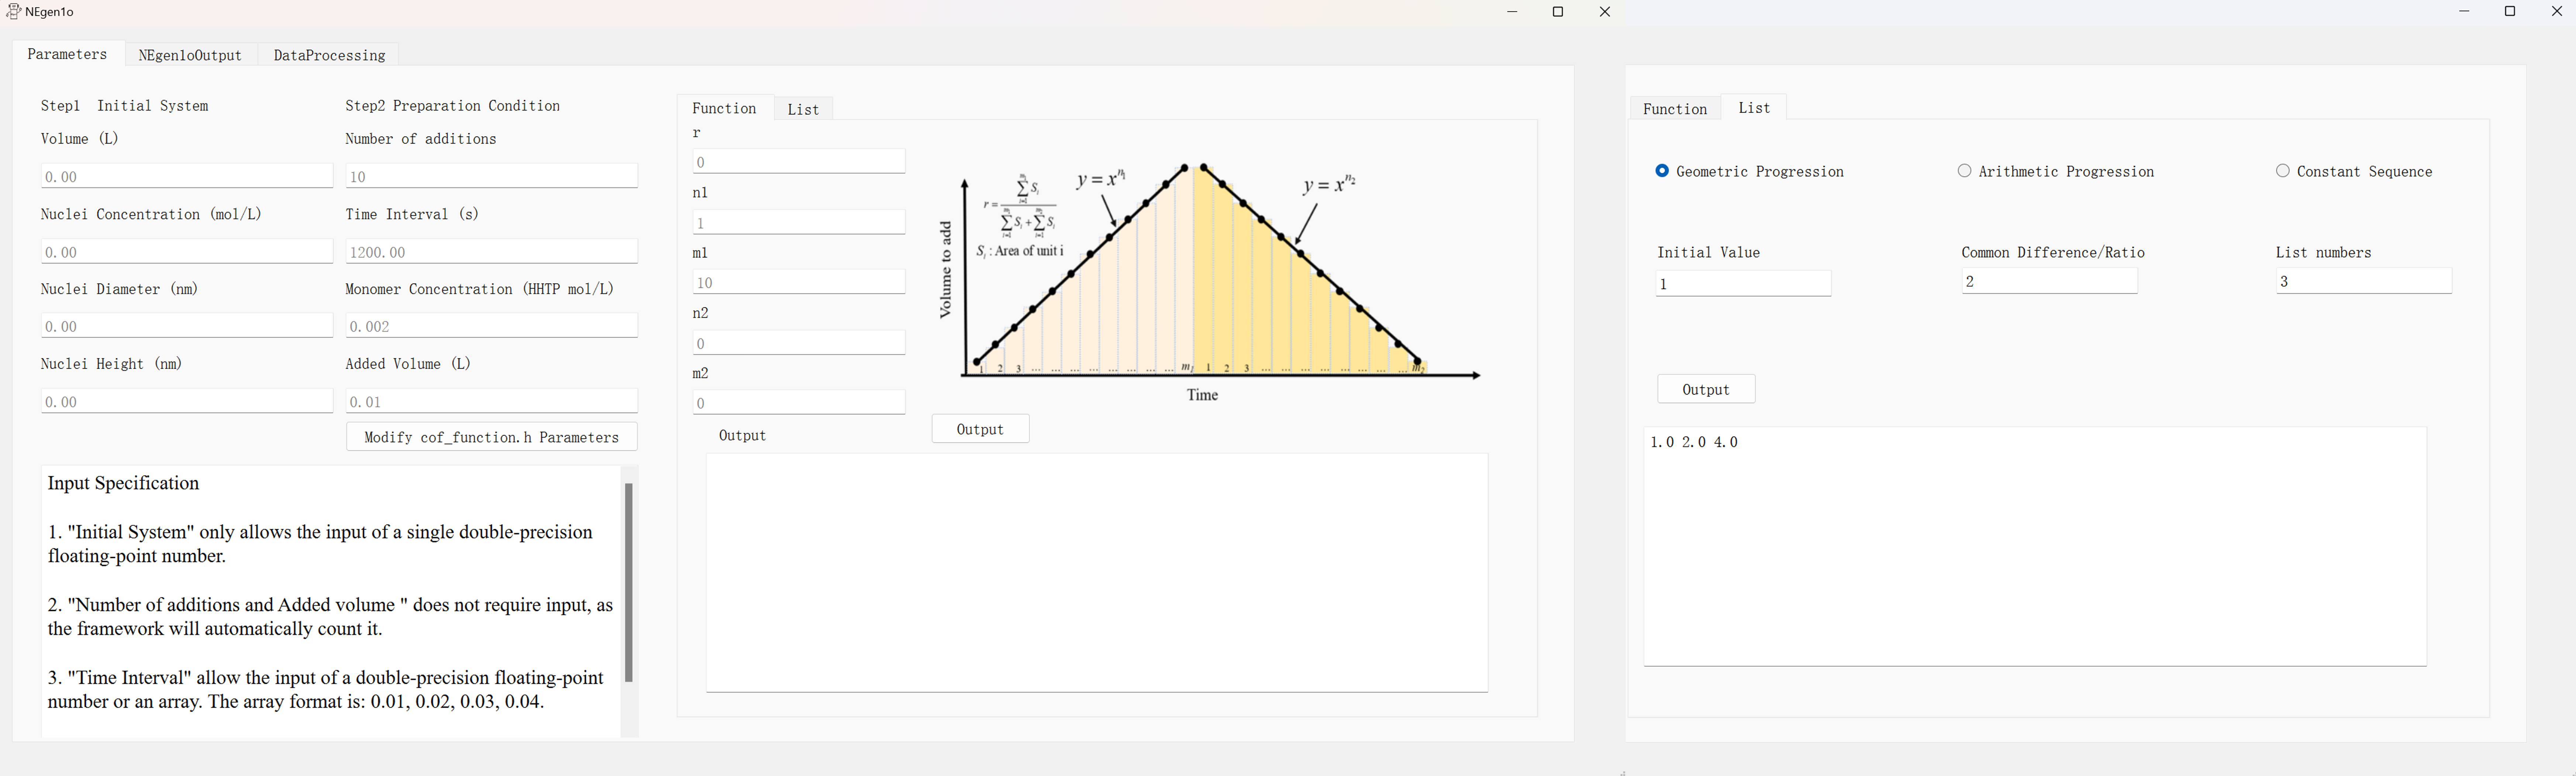 NEgen1o
Parameters
NEgen1oOutput
DataProcessing
Step1  Initial System
Volume (L)
0.00
Nuclei Concentration (mol/L)
0.00
Nuclei Diameter (nm)
0.00
Nuclei Height (nm)
0.00
Step2 Preparation Condition
Number of additions
10
Time Interval (s)
1200.00
Monomer Concentration (HHTP mol/L)
0.002
Added Volume (L)
0.01
Modify cof_function.h Parameters
Input Specification
1. "Initial System" only allows the input of a single double-precision
floating-point number.
2. "Number of additions and Added volume " does not require input, as
the framework will automatically count it.
3. "Time Interval" allow the input of a double-precision floating-point
number or an array. The array format is: 0.01, 0.02, 0.03, 0.04.
Function
List
r
0
n1
1
m1
10
n2
0
m2
0
Output
Output
Volume to add
r = ∑S_i / (∑S_i + ∑S_i)
S_i : Area of unit i
y = x^n₁
y = x^n₂
1 2 3 ... ... ... ... ... ... ... ... m₁ 1 2 3 ... ... ... ... ... ... ... ... m₂
Time
Function
List
Geometric Progression
Arithmetic Progression
Constant Sequence
Initial Value
Common Difference/Ratio
List numbers
1
2
3
Output
1.0 2.0 4.0